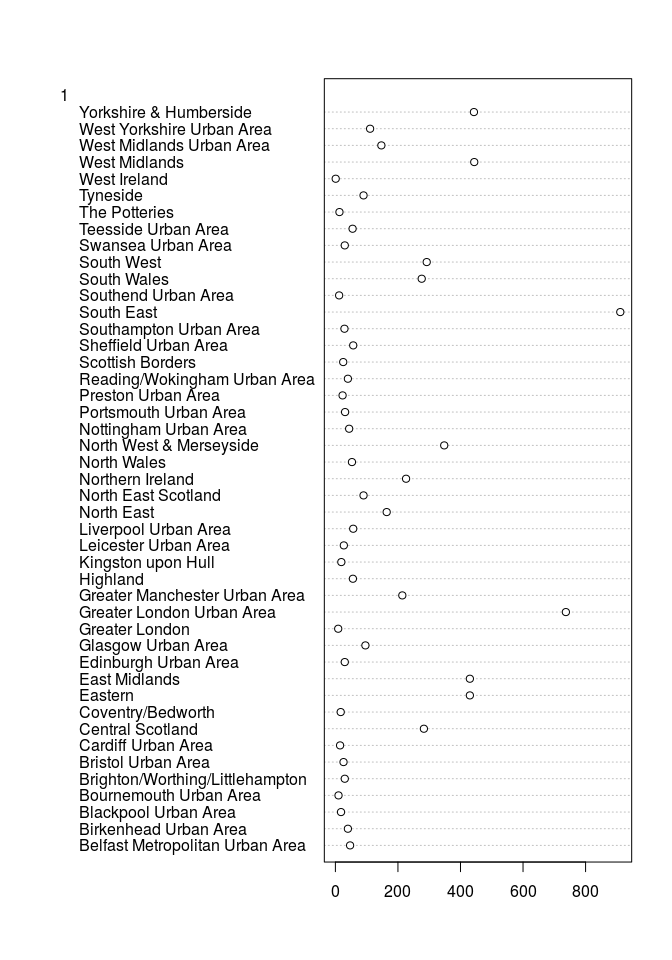 1
Yorkshire & Humberside
West Yorkshire Urban Area
West Midlands Urban Area
West Midlands
West Ireland
Tyneside
The Potteries
Teesside Urban Area
Swansea Urban Area
South West
South Wales
Southend Urban Area
South East
Southampton Urban Area
Sheffield Urban Area
Scottish Borders
Reading/Wokingham Urban Area
Preston Urban Area
Portsmouth Urban Area
Nottingham Urban Area
North West & Merseyside
North Wales
Northern Ireland
North East Scotland
North East
Liverpool Urban Area
Leicester Urban Area
Kingston upon Hull
Highland
Greater Manchester Urban Area
Greater London Urban Area
Greater London
Glasgow Urban Area
Edinburgh Urban Area
East Midlands
Eastern
Coventry/Bedworth
Central Scotland
Cardiff Urban Area
Bristol Urban Area
Brighton/Worthing/Littlehampton
Bournemouth Urban Area
Blackpool Urban Area
Birkenhead Urban Area
Belfast Metropolitan Urban Area
0 200 400 600 800